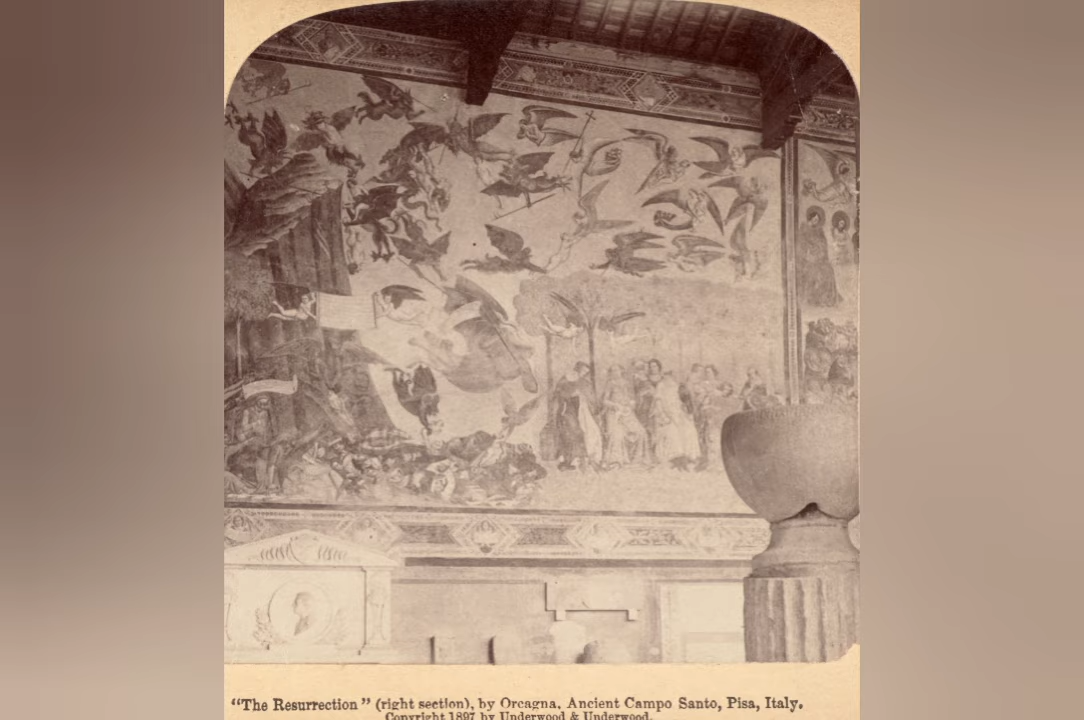 "The Resurrection" (right section), by Orcagna, Ancient Campo Santo, Pisa, Italy.
Copyright 1897 by Underwood & Underwood.